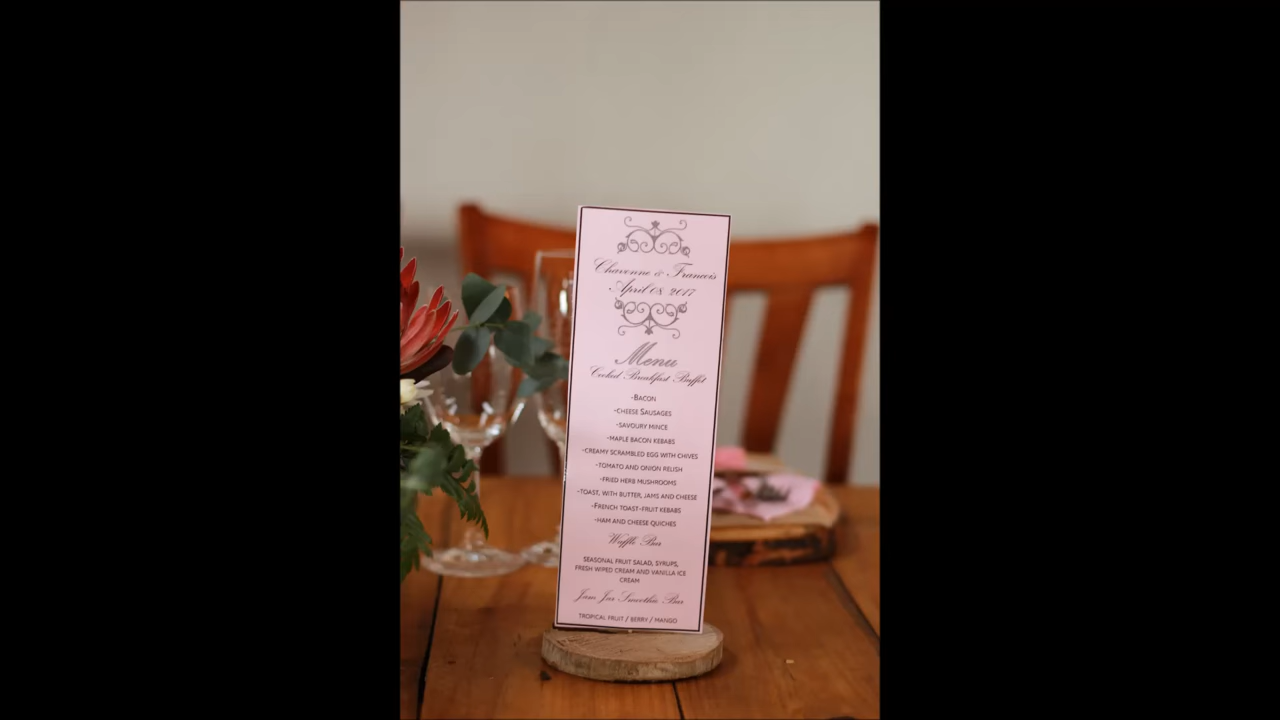 Chavonne & Francois
April 08, 2017
Menu
Cooked Breakfast Buffet
-BACON
-CHEESE SAUSAGES
-SAVOURY MINCE
-MAPLE BACON KEBABS
-CREAMY SCRAMBLED EGG WITH CHIVES
-TOMATO AND ONION RELISH
-FRIED HERB MUSHROOMS
-TOAST, WITH BUTTER, JAMS AND CHEESE
-FRENCH TOAST-FRUIT KEBABS
-HAM AND CHEESE QUICHES
Waffle Bar
SEASONAL FRUIT SALAD, SYRUPS,
FRESH WIPED CREAM AND VANILLA ICE
CREAM
Jam Jar Smoothie Bar
TROPICAL FRUIT / BERRY / MANGO